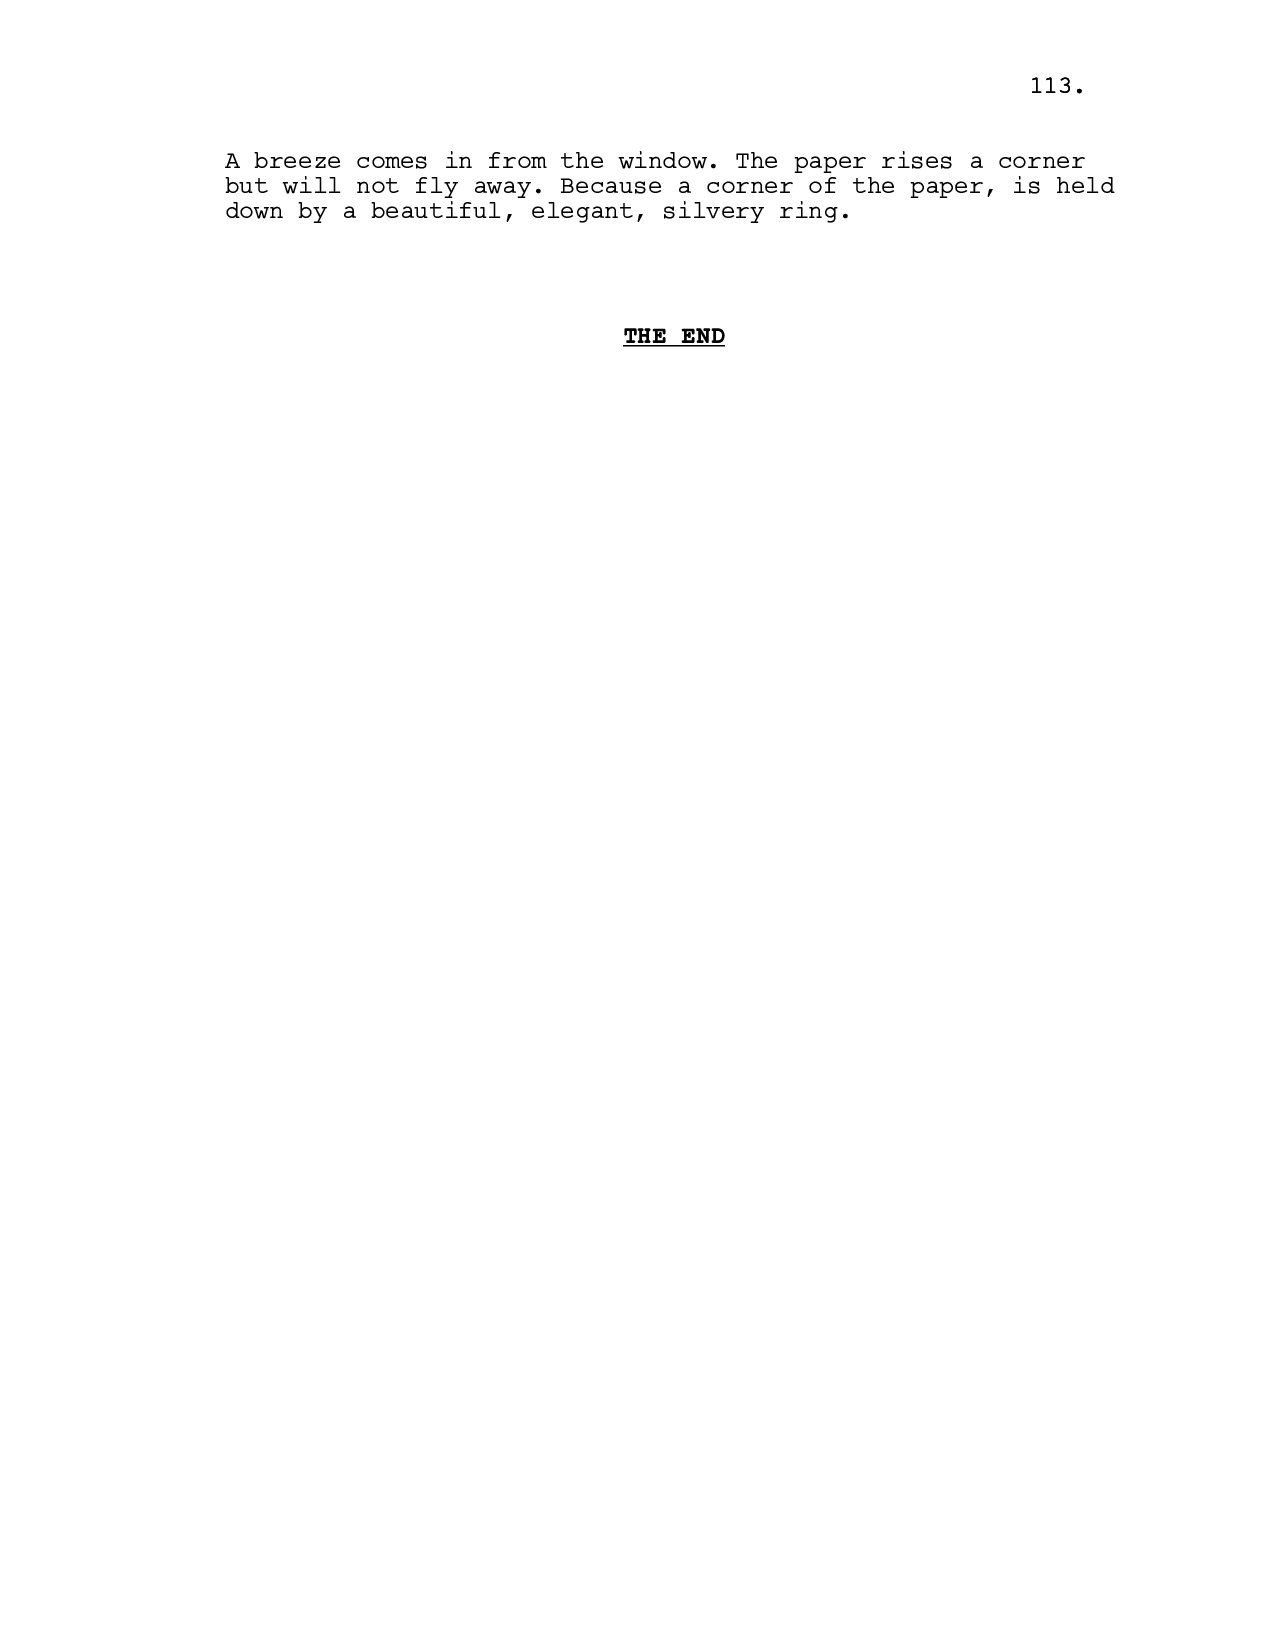 113.
A breeze comes in from the window. The paper rises a corner
but will not fly away. Because a corner of the paper, is held
down by a beautiful, elegant, silvery ring.
THE END